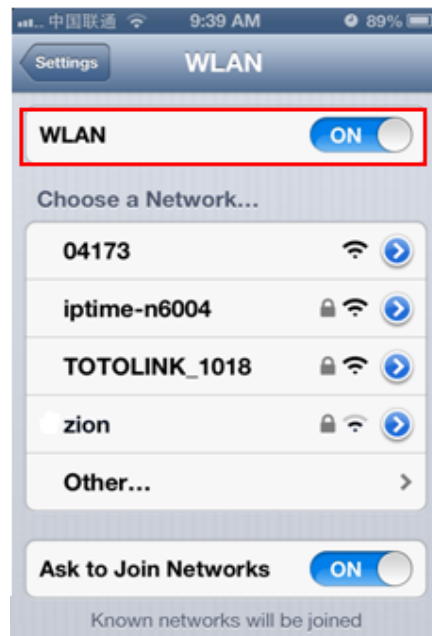 ...中国联通 9:39 AM 89%
Settings WLAN
WLAN ON
Choose a Network...
04173
iptime-n6004
TOTOLINK_1018
zion
Other...
Ask to Join Networks ON
Known networks will be joined